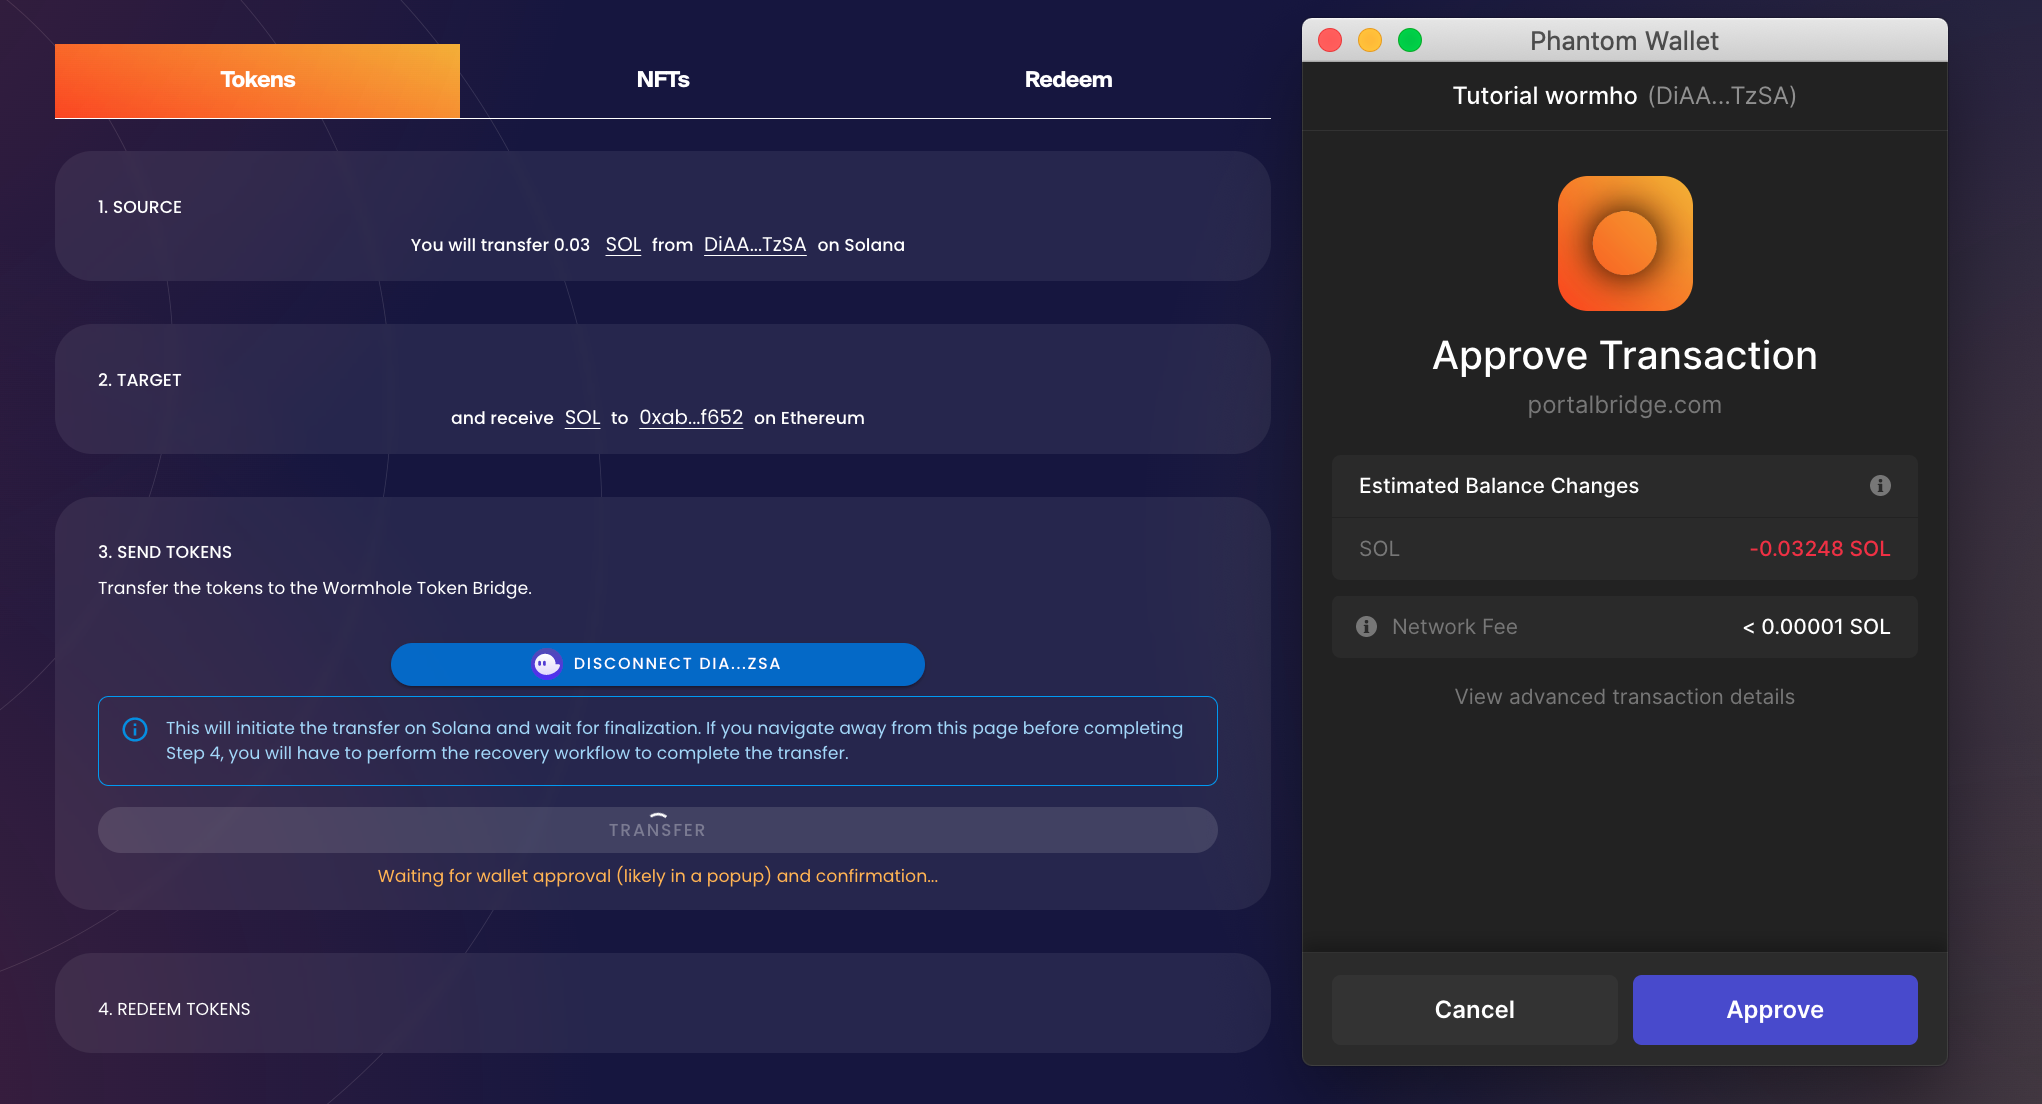 Tokens
NFTs
Redeem
1. SOURCE
You will transfer 0.03 SOL from DiAA...TzSA on Solana
2. TARGET
and receive SOL to 0xab...f652 on Ethereum
3. SEND TOKENS
Transfer the tokens to the Wormhole Token Bridge.
DISCONNECT DIA...ZSA
This will initiate the transfer on Solana and wait for finalization. If you navigate away from this page before completing
Step 4, you will have to perform the recovery workflow to complete the transfer.
TRANSFER
Waiting for wallet approval (likely in a popup) and confirmation...
4. REDEEM TOKENS
Phantom Wallet
Tutorial wormho (DiAA...TzSA)
Approve Transaction
portalbridge.com
Estimated Balance Changes
SOL -0.03248 SOL
Network Fee < 0.00001 SOL
View advanced transaction details
Cancel
Approve